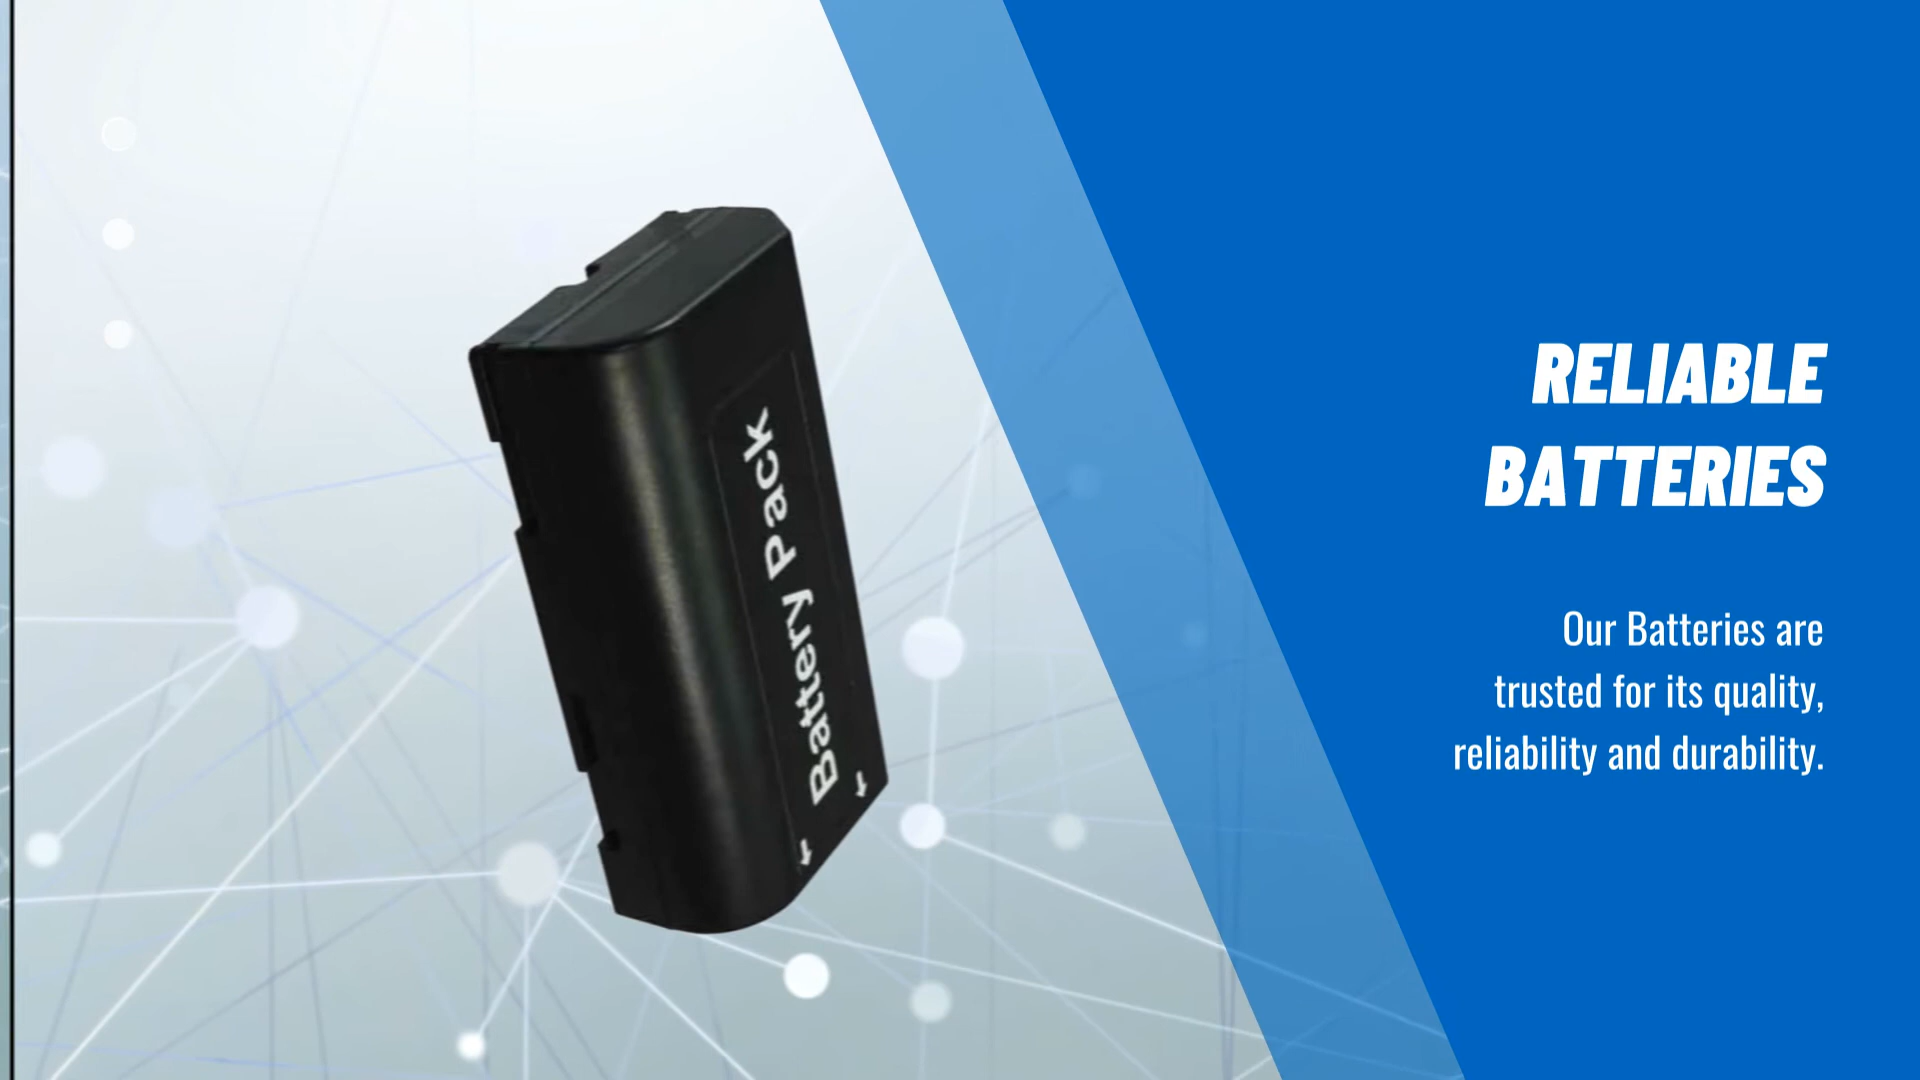 Battery Pack
RELIABLE
BATTERIES
Our Batteries are
trusted for its quality,
reliability and durability.